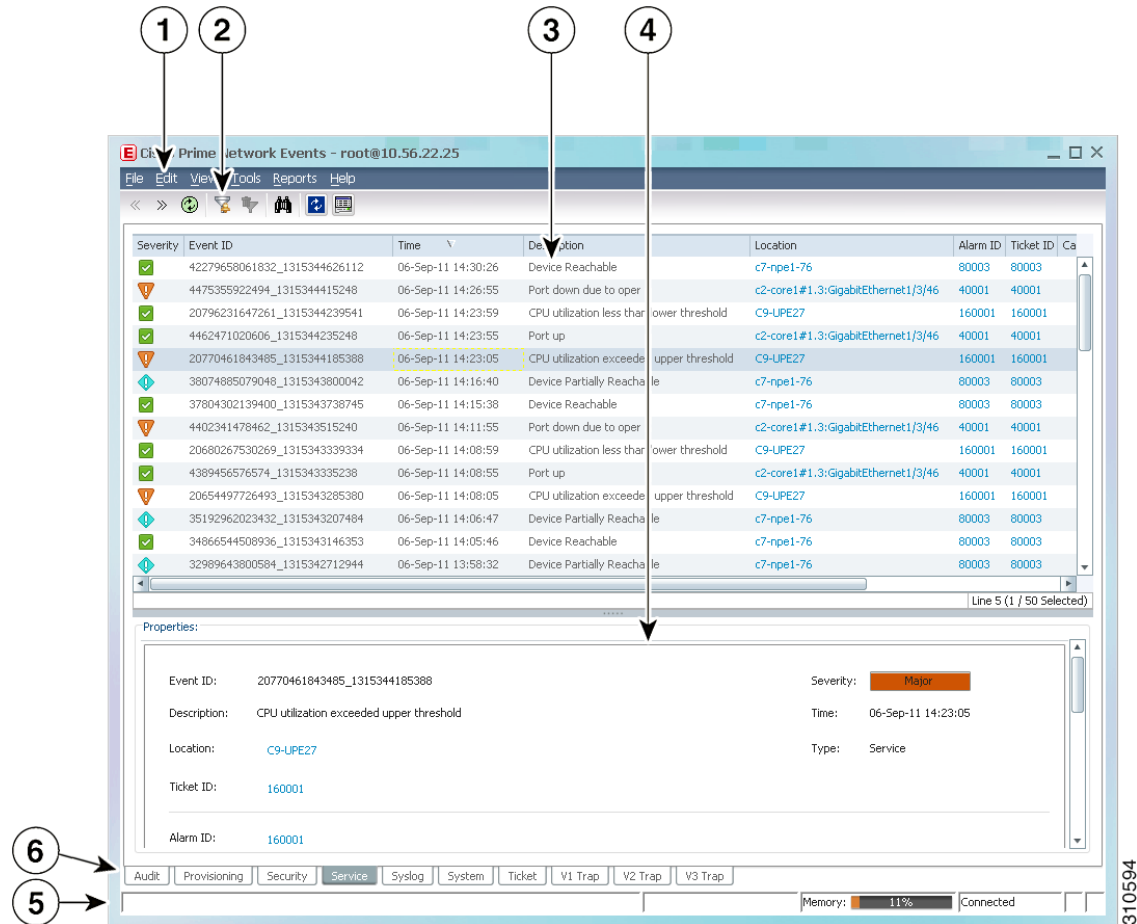 1 2 3 4
E Cisco Prime Network Events - root@10.56.22.25
File Edit View Tools Reports Help
Severity Event ID Time Description Location Alarm ID Ticket ID Ca
42279658061832_1315344626112 06-Sep-11 14:30:26 Device Reachable c7-npe1-76 80003 80003
4475355922494_1315344415248 06-Sep-11 14:26:55 Port down due to oper c2-core1#1.3:GigabitEthernet1/3/46 40001 40001
20796231647261_1315344239541 06-Sep-11 14:23:59 CPU utilization less than lower threshold C9-UPE27 160001 160001
4462471020606_1315344235248 06-Sep-11 14:23:55 Port up c2-core1#1.3:GigabitEthernet1/3/46 40001 40001
20770461843485_1315344185388 06-Sep-11 14:23:05 CPU utilization exceeded upper threshold C9-UPE27 160001 160001
38074885079048_1315343800042 06-Sep-11 14:16:40 Device Partially Reachable c7-npe1-76 80003 80003
37804302139400_1315343738745 06-Sep-11 14:15:38 Device Reachable c7-npe1-76 80003 80003
4402341478462_1315343515240 06-Sep-11 14:11:55 Port down due to oper c2-core1#1.3:GigabitEthernet1/3/46 40001 40001
20680267530269_1315343339334 06-Sep-11 14:08:59 CPU utilization less than lower threshold C9-UPE27 160001 160001
4389456576574_1315343335238 06-Sep-11 14:08:55 Port up c2-core1#1.3:GigabitEthernet1/3/46 40001 40001
20654497726493_1315343285380 06-Sep-11 14:08:05 CPU utilization exceeded upper threshold C9-UPE27 160001 160001
35192962023432_1315343207484 06-Sep-11 14:06:47 Device Partially Reachable c7-npe1-76 80003 80003
34866544508936_1315343146353 06-Sep-11 14:05:46 Device Reachable c7-npe1-76 80003 80003
32989643800584_1315342712944 06-Sep-11 13:58:32 Device Partially Reachable c7-npe1-76 80003 80003
Line 5 (1 / 50 Selected)
Properties:
Event ID: 20770461843485_1315344185388 Severity: Major
Description: CPU utilization exceeded upper threshold Time: 06-Sep-11 14:23:05
Location: C9-UPE27 Type: Service
Ticket ID: 160001
Alarm ID: 160001
6
Audit Provisioning Security Service Syslog System Ticket V1 Trap V2 Trap V3 Trap
5
Memory: 11% Connected
310594